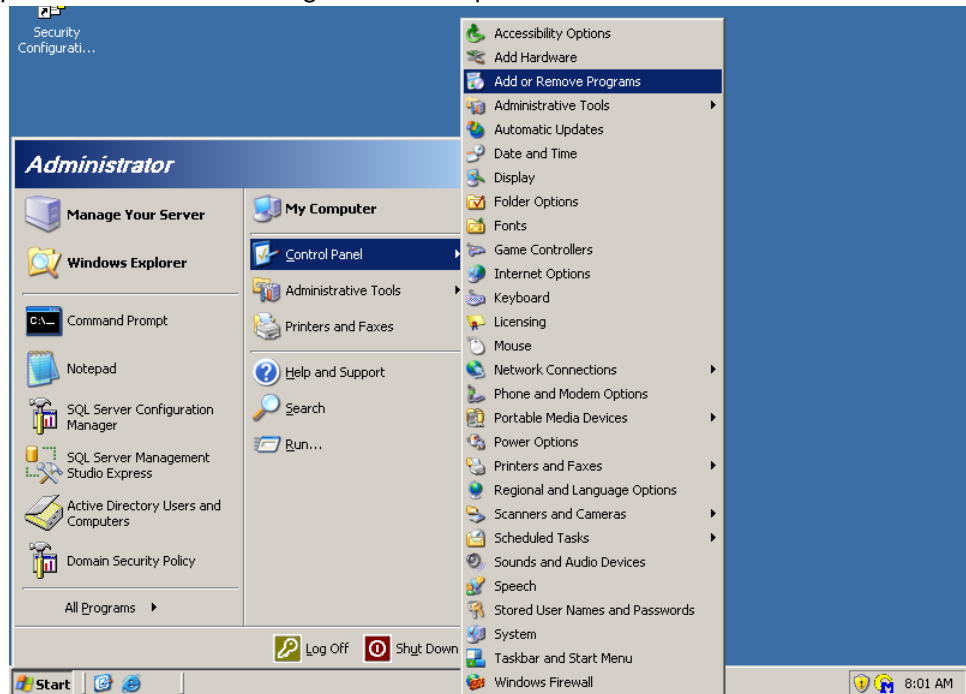 Security
Configurati...
Administrator
Manage Your Server
Windows Explorer
C:\_
Command Prompt
Notepad
SQL Server Configuration
Manager
SQL Server Management
Studio Express
Active Directory Users and
Computers
Domain Security Policy
All Programs
My Computer
Control Panel
Administrative Tools
Printers and Faxes
Help and Support
Search
Run...
Log Off
Shut Down
Accessibility Options
Add Hardware
Add or Remove Programs
Administrative Tools
Automatic Updates
Date and Time
Display
Folder Options
Fonts
Game Controllers
Internet Options
Keyboard
Licensing
Mouse
Network Connections
Phone and Modem Options
Portable Media Devices
Power Options
Printers and Faxes
Regional and Language Options
Scanners and Cameras
Scheduled Tasks
Sounds and Audio Devices
Speech
Stored User Names and Passwords
System
Taskbar and Start Menu
Windows Firewall
Start
8:01 AM